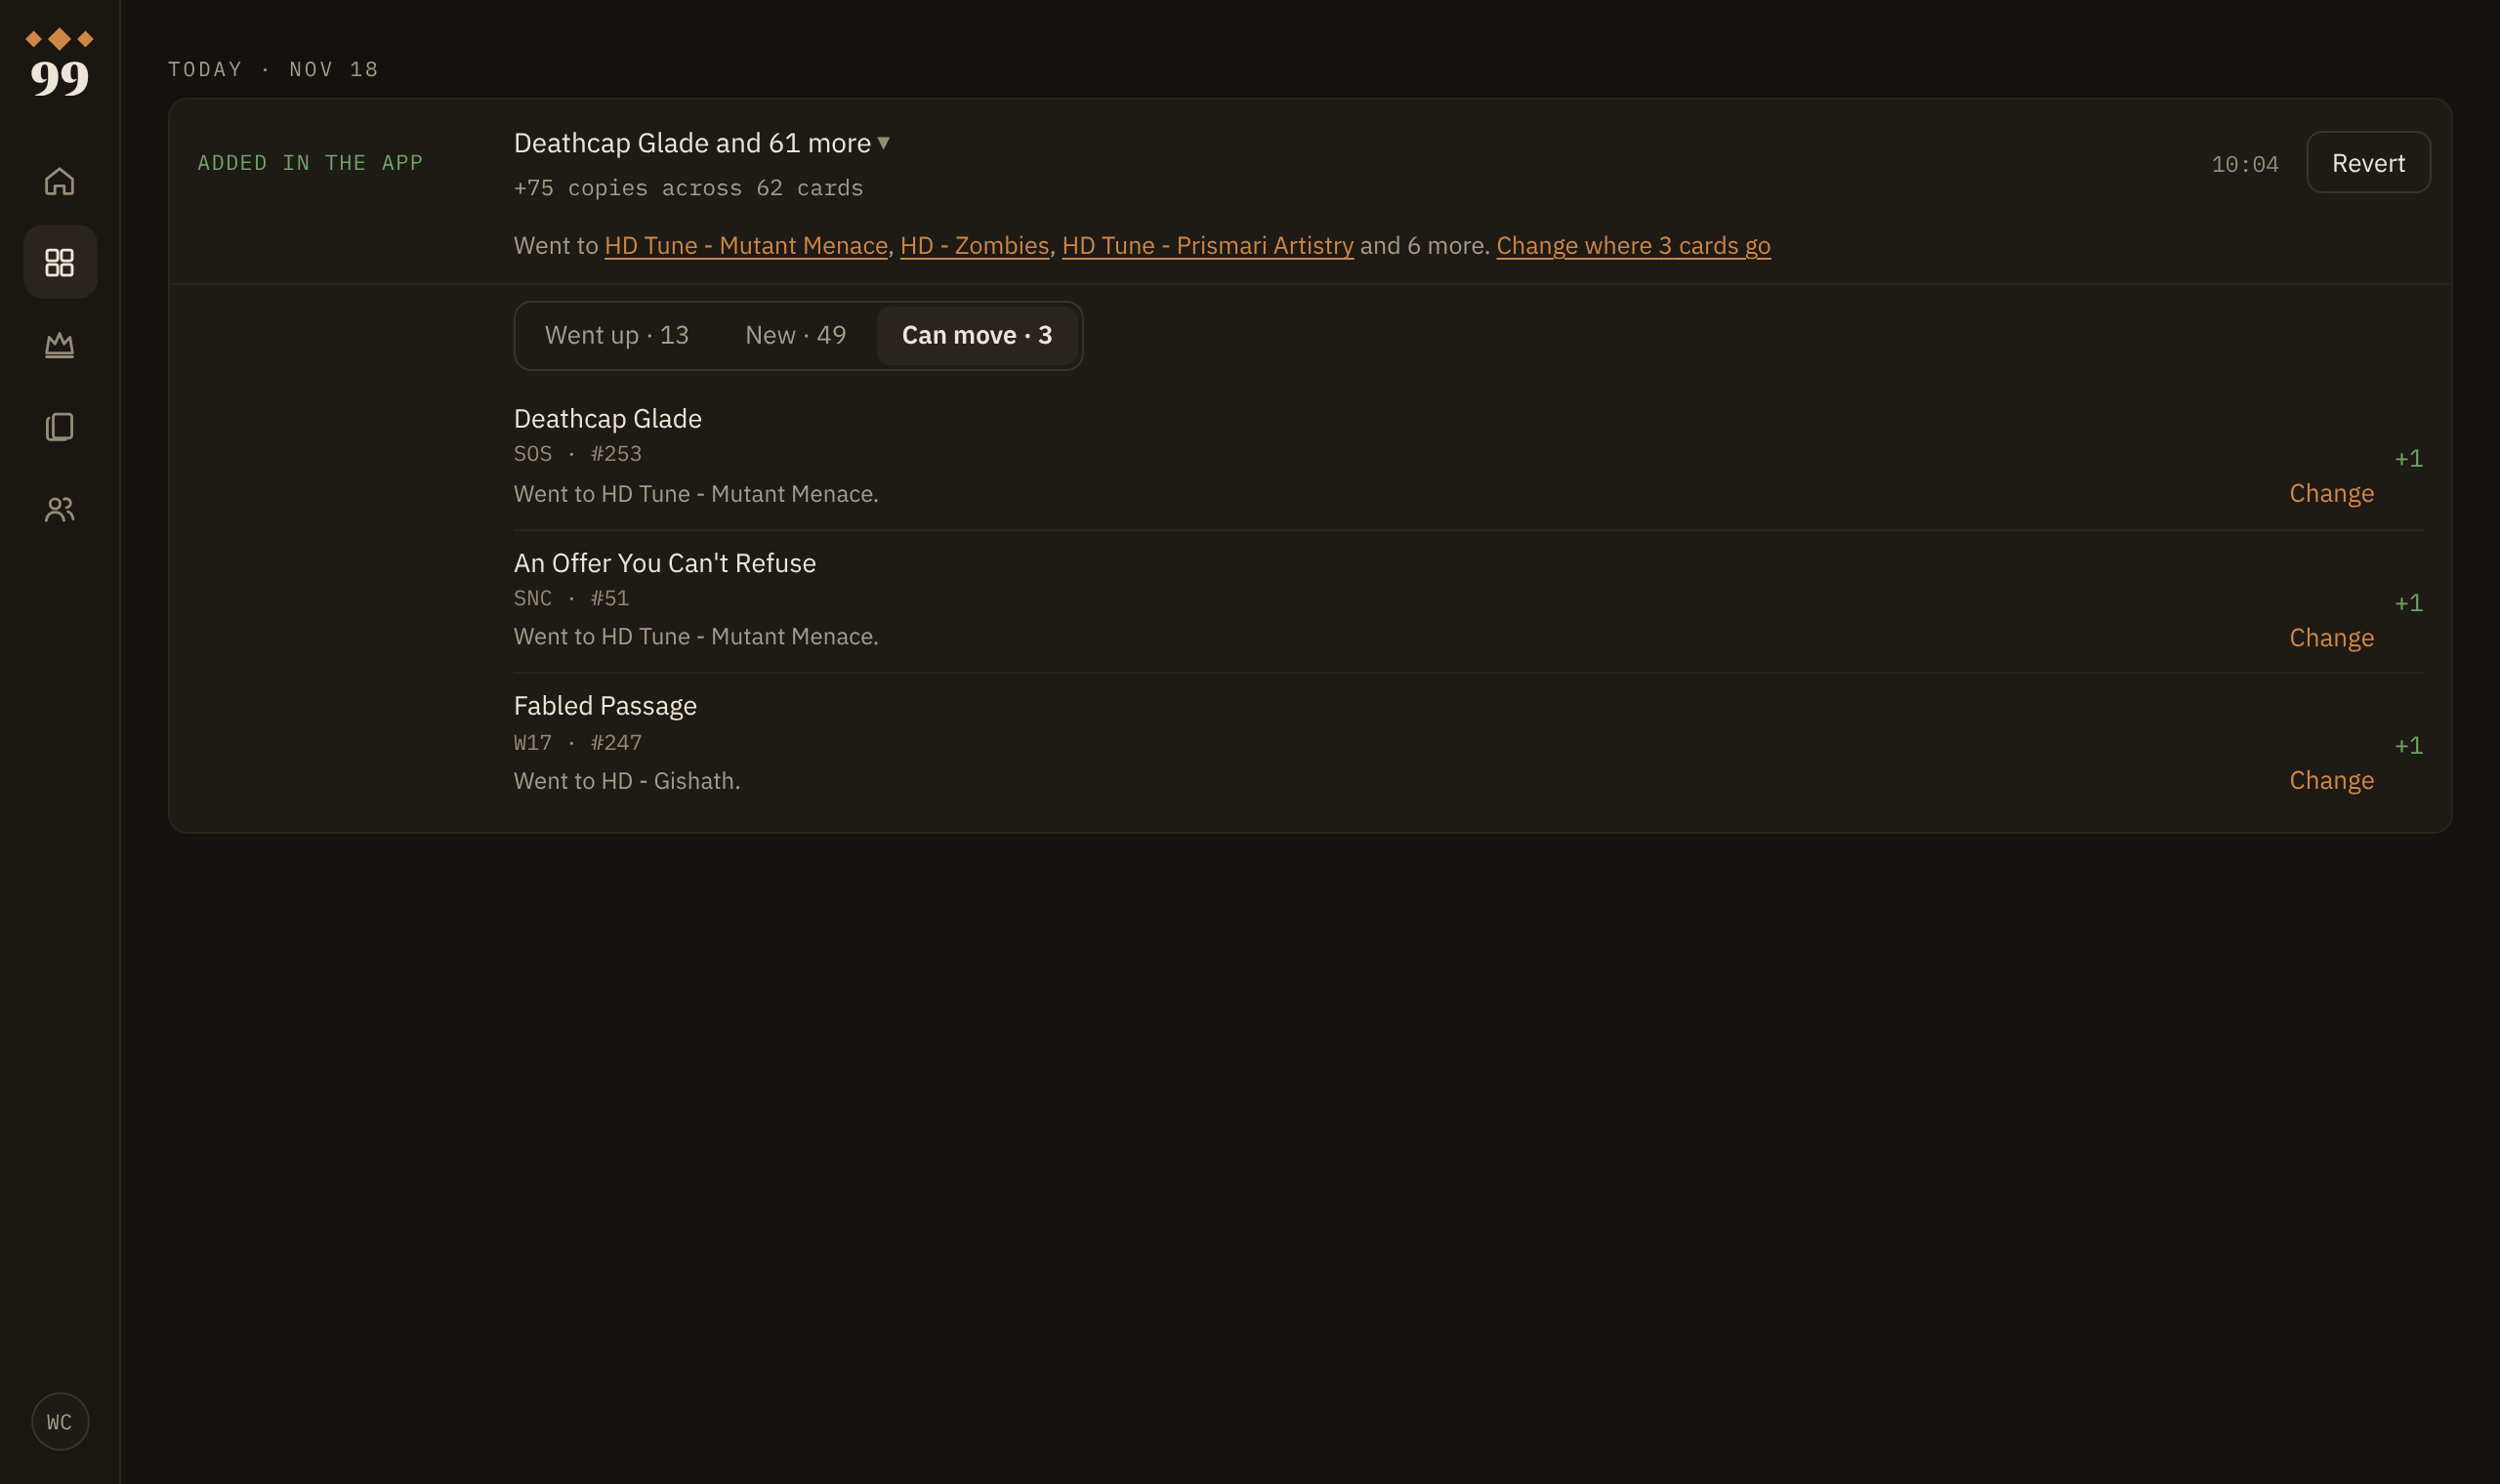 99
TODAY · NOV 18
ADDED IN THE APP
Deathcap Glade and 61 more ▾
+75 copies across 62 cards
10:04
Revert
Went to HD Tune - Mutant Menace, HD - Zombies, HD Tune - Prismari Artistry and 6 more. Change where 3 cards go
Went up · 13 New · 49 Can move · 3
Deathcap Glade
SOS · #253
+1
Went to HD Tune - Mutant Menace.
Change
An Offer You Can't Refuse
SNC · #51
+1
Went to HD Tune - Mutant Menace.
Change
Fabled Passage
W17 · #247
+1
Went to HD - Gishath.
Change
WC